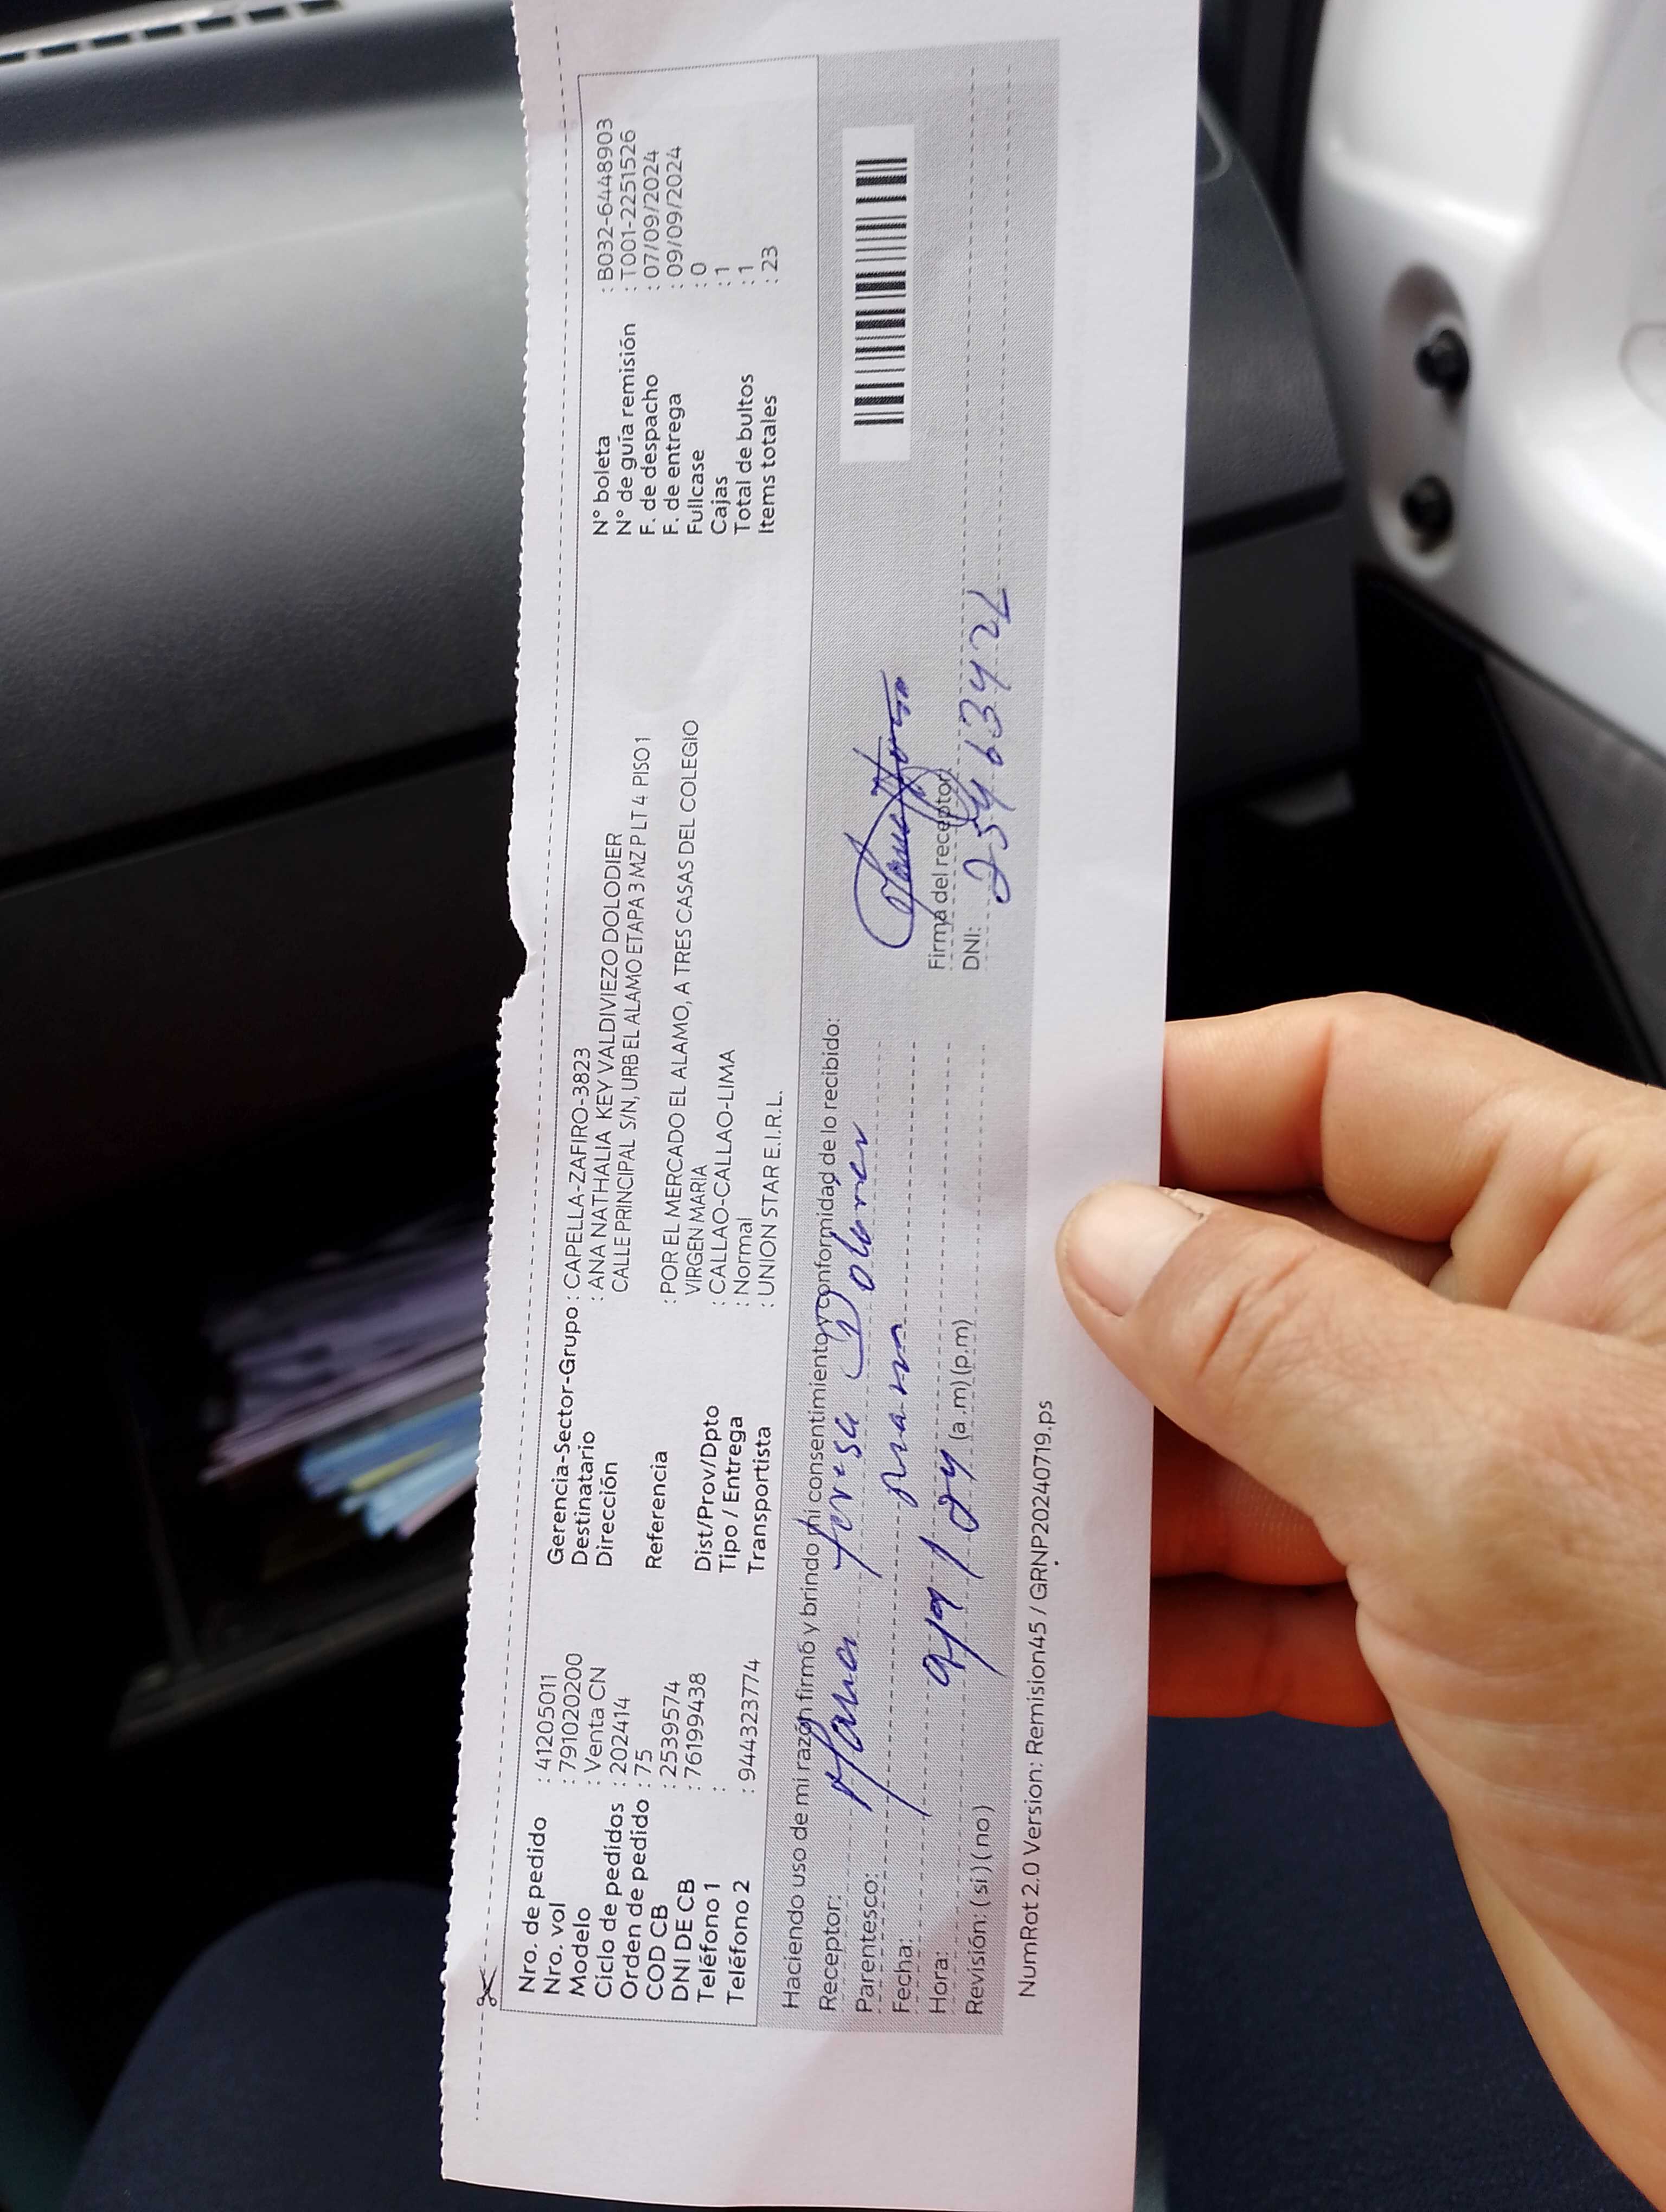 Nro. de pedido : 41205011
Nro. vol : 791020200
Modelo : Venta CN
Ciclo de pedidos : 202414
Orden de pedido : 75
COD CB : 2539574
DNI DE CB : 76199438
Teléfono 1 :
Teléfono 2 : 944323774
Gerencia-Sector-Grupo : CAPELLA-ZAFIRO-3823
Destinatario : ANA NATHALIA KEY VALDIVIEZO DOLODIER
Dirección CALLE PRINCIPAL S/N, URB EL ALAMO ETAPA 3 MZ P LT 4 PISO 1
Referencia : POR EL MERCADO EL ALAMO, A TRES CASAS DEL COLEGIO
VIRGEN MARIA
Dist/Prov/Dpto : CALLAO-CALLAO-LIMA
Tipo / Entrega : Normal
Transportista : UNION STAR E.I.R.L.
N° boleta : B032-6448903
N° de guía remisión : T001-2251526
F. de despacho : 07/09/2024
F. de entrega : 09/09/2024
Fullcase : 0
Cajas : 1
Total de bultos : 1
Items totales : 23
Haciendo uso de mi razón firmó y brindo mi consentimiento y conformidad de lo recibido:
Receptor: Maria teresa
Parentesco: mam
Fecha: 9/9/24
Hora: (a.m) (p.m)
Revisión: ( si ) ( no )
Firma del receptor
DNI: 25463422
NumRot 2.0 Version: Remision45 / GRNP20240719.ps